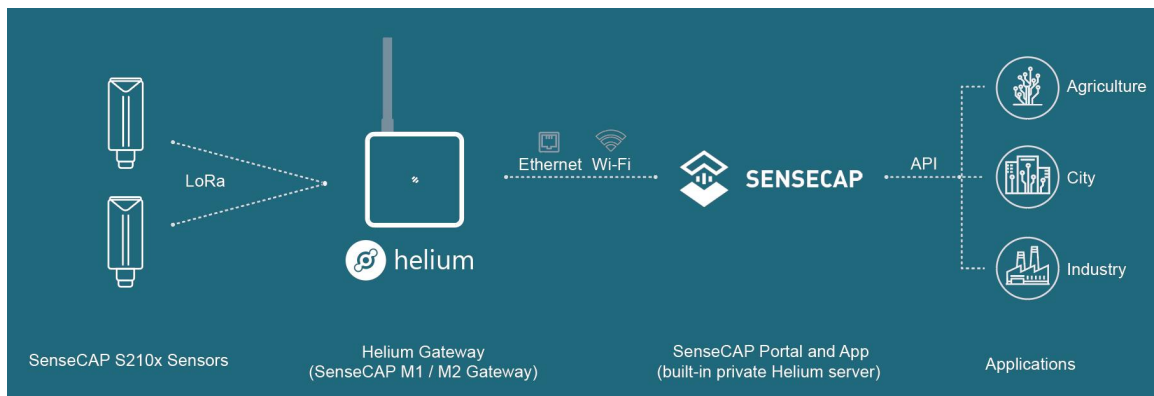 LoRa
helium
Ethernet Wi-Fi
SENSECAP
API
Agriculture
City
Industry
SenseCAP S210x Sensors
Helium Gateway
(SenseCAP M1 / M2 Gateway)
SenseCAP Portal and App
(built-in private Helium server)
Applications